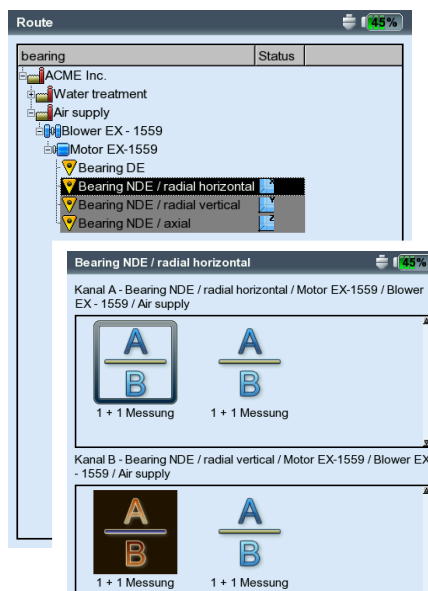 Route
45%
bearing Status
ACME Inc.
Water treatment
Air supply
Blower EX - 1559
Motor EX-1559
Bearing DE
Bearing NDE / radial horizontal X
Bearing NDE / radial vertical Y
Bearing NDE / axial Z
Bearing NDE / radial horizontal
45%
Kanal A - Bearing NDE / radial horizontal / Motor EX-1559 / Blower
EX - 1559 / Air supply
A A
B B
1 + 1 Messung 1 + 1 Messung
Kanal B - Bearing NDE / radial vertical / Motor EX-1559 / Blower EX
- 1559 / Air supply
A A
B B
1 + 1 Messung 1 + 1 Messung